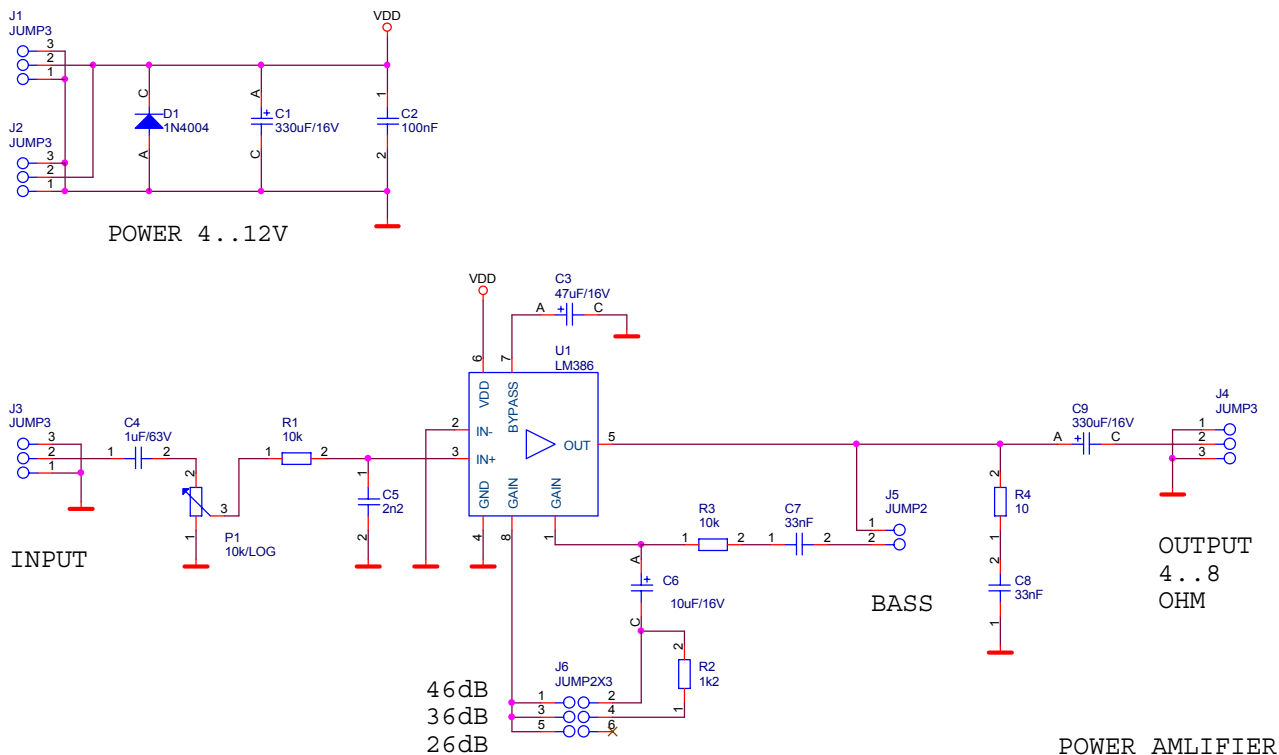 J1
JUMP3
3
2
1
J2
JUMP3
3
2
1
VDD
C
D1
1N4004
A
A
+
C1
330uF/16V
C
1
C2
100nF
2
POWER 4..12V
VDD
C3
47uF/16V
A
+
C
6
7
U1
LM386
VDD
BYPASS
2
IN-
3
IN+
OUT
5
GND
GAIN
GAIN
4
8
1
J3
JUMP3
3
2
1
C4
1uF/63V
1
2
2
3
P1
10k/LOG
1
R1
10k
1
2
1
C5
2n2
2
INPUT
R3
10k
1
2
C7
33nF
1
2
J5
JUMP2
1
2
BASS
A
+
C6
10uF/16V
C
2
R2
1k2
1
J6
JUMP2X3
1
2
3
4
5
6
46dB
36dB
26dB
2
R4
10
1
2
C8
33nF
1
C9
330uF/16V
A
+
C
J4
JUMP3
1
2
3
OUTPUT
4..8
OHM
POWER AMLIFIER